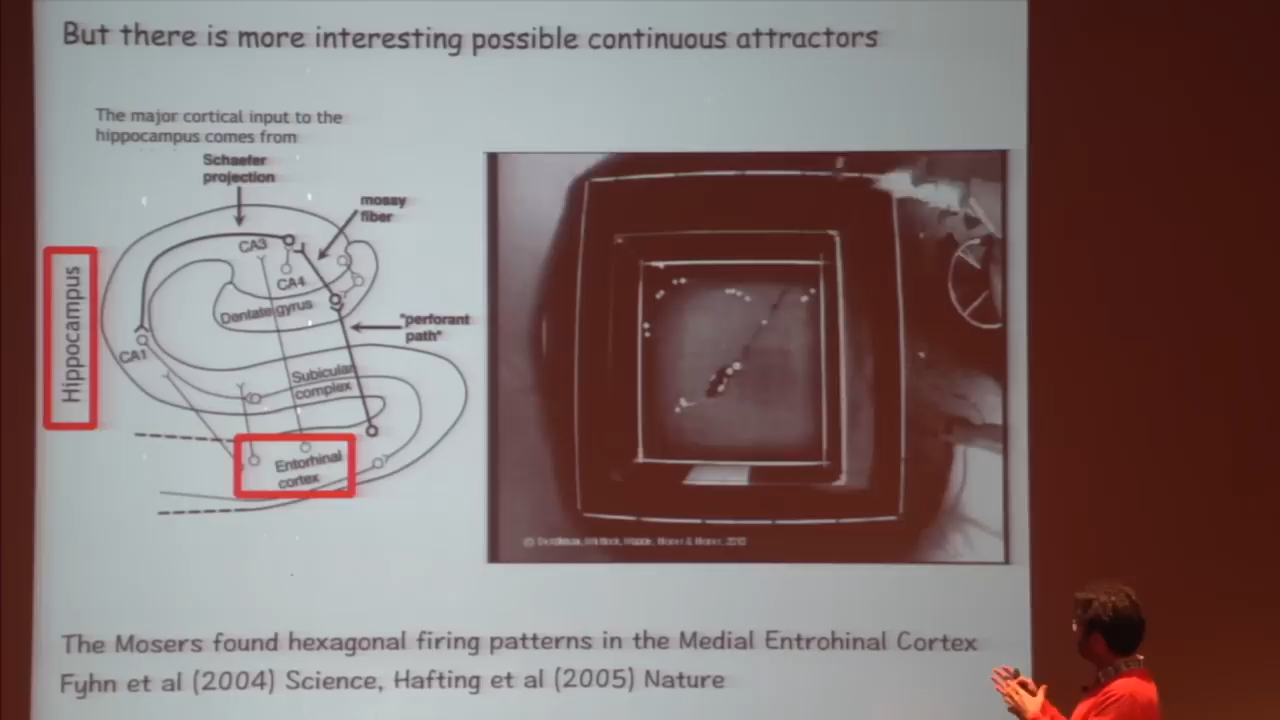 But there is more interesting possible continuous attractors
The major cortical input to the
hippocampus comes from
Schaefer
projection
mossy
fiber
CA3
CA4
Dentate gyrus
"perforant
path"
Hippocampus
CA1
Subicular
complex
Entorhinal
cortex
The Mosers found hexagonal firing patterns in the Medial Entrohinal Cortex
Fyhn et al (2004) Science, Hafting et al (2005) Nature